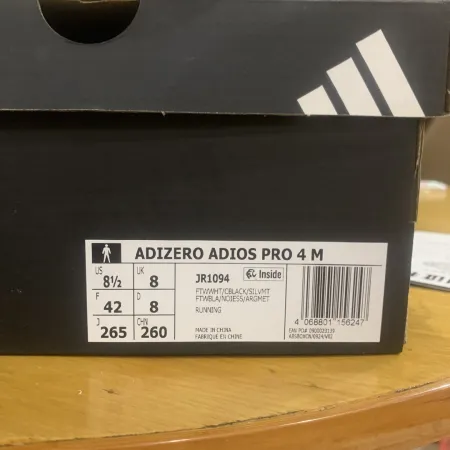 ADIZERO ADIOS PRO 4 M
US UK
8½ 8
F D
42 8
J CHN
265 260
JR1094
Inside
FTWWHT/CBLACK/SILVMT
FTWBLA/NOIESS/ARGMET
RUNNING
MADE IN CHINA
FABRIQUÉ EN CHINE
4 068801 156247